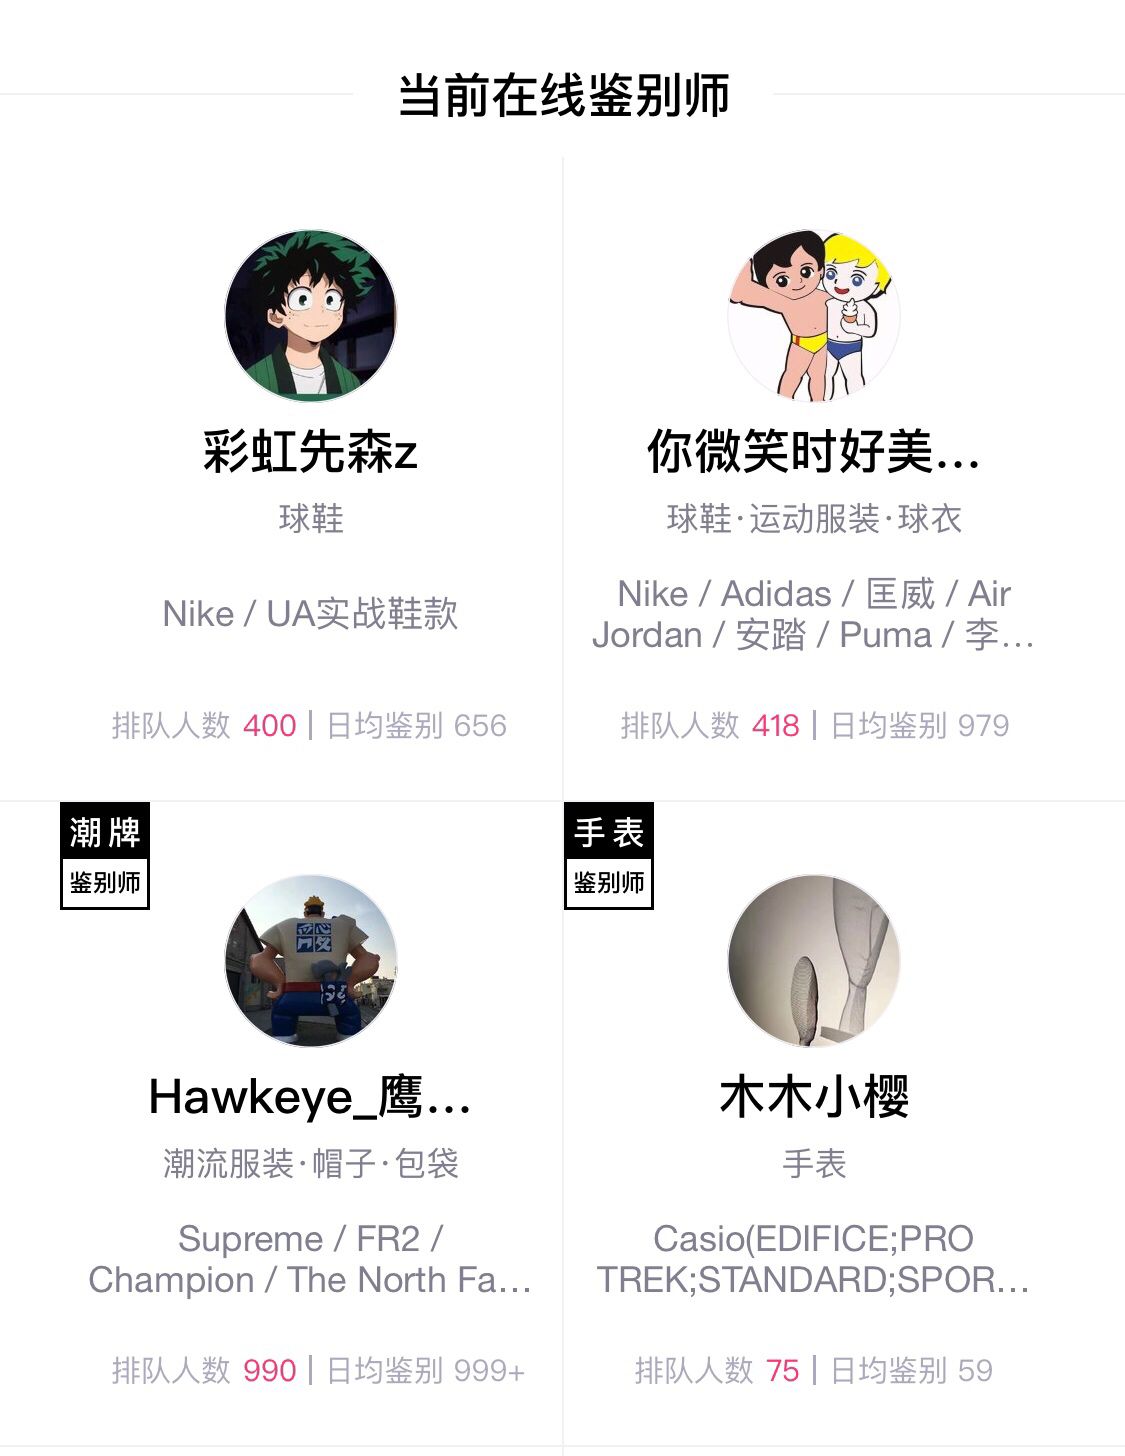 当前在线鉴别师
彩虹先森z
球鞋
Nike / UA实战鞋款
排队人数 400 | 日均鉴别 656
你微笑时好美...
球鞋·运动服装·球衣
Nike / Adidas / 匡威 / Air
Jordan / 安踏 / Puma / 李...
排队人数 418 | 日均鉴别 979
潮牌
鉴别师
Hawkeye_鹰...
潮流服装·帽子·包袋
Supreme / FR2 /
Champion / The North Fa...
排队人数 990 | 日均鉴别 999+
手表
鉴别师
木木小樱
手表
Casio(EDIFICE;PRO
TREK;STANDARD;SPOR...
排队人数 75 | 日均鉴别 59